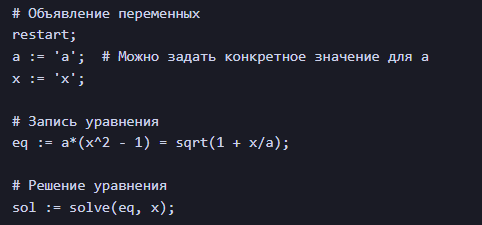 # Объявление переменных
restart;
a := 'a';  # Можно задать конкретное значение для a
x := 'x';
# Запись уравнения
eq := a*(x^2 - 1) = sqrt(1 + x/a);
# Решение уравнения
sol := solve(eq, x);